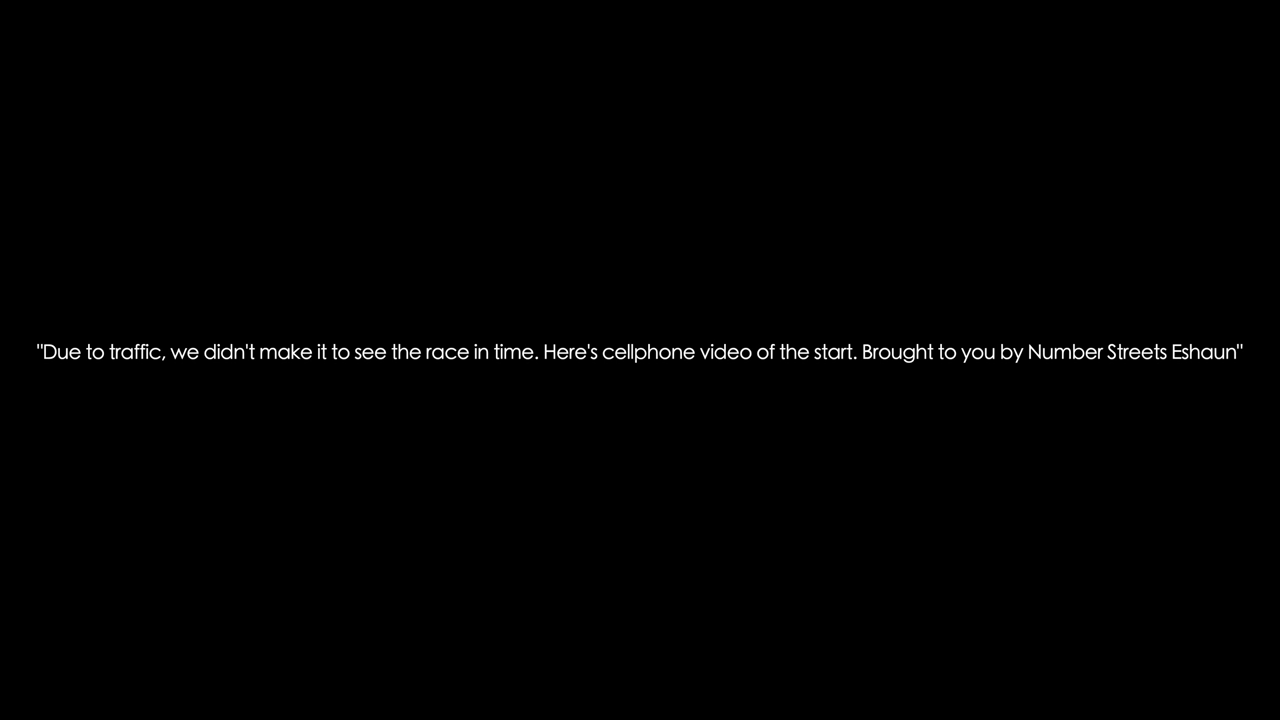 "Due to traffic, we didn't make it to see the race in time. Here's cellphone video of the start. Brought to you by Number Streets Eshaun"